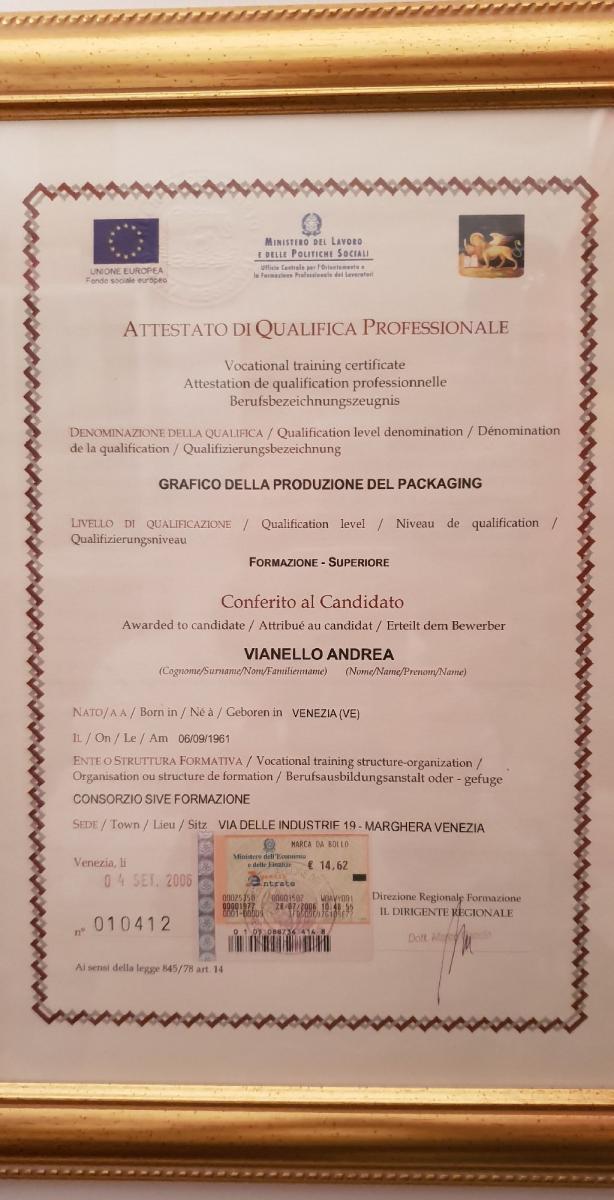 UNIONE EUROPEA
Fondo sociale europeo
MINISTERO DEL LAVORO
E DELLE POLITICHE SOCIALI
Ufficio Centrale per l'Orientamento e
la Formazione Professionale dei Lavoratori
ATTESTATO DI QUALIFICA PROFESSIONALE
Vocational training certificate
Attestation de qualification professionnelle
Berufsbezeichnungszeugnis
DENOMINAZIONE DELLA QUALIFICA / Qualification level denomination / Dénomination
de la qualification / Qualifizierungsbezeichnung
GRAFICO DELLA PRODUZIONE DEL PACKAGING
LIVELLO DI QUALIFICAZIONE / Qualification level / Niveau de qualification /
Qualifizierungsniveau
FORMAZIONE - SUPERIORE
Conferito al Candidato
Awarded to candidate / Attribué au candidat / Erteilt dem Bewerber
VIANELLO ANDREA
(Cognome/Surname/Nom/Familienname) (Nome/Name/Prenom/Name)
NATO/A A / Born in / Né à / Geboren in VENEZIA (VE)
IL / On / Le / Am 06/09/1961
ENTE O STRUTTURA FORMATIVA / Vocational training structure-organization /
Organisation ou structure de formation / Berufsausbildungsanstalt oder - gefuge
CONSORZIO SIVE FORMAZIONE
SEDE / Town / Lieu / Sitz VIA DELLE INDUSTRIE 19 - MARGHERA VENEZIA
MARCA DA BOLLO
Ministero dell'Economia
e delle Finanze
€ 14,62
entrate
00001507
28/07/2006 10:48:55
Venezia, lì
04 SET. 2006
n° 010412
Direzione Regionale Formazione
IL DIRIGENTE REGIONALE
Dott.
Ai sensi della legge 845/78 art. 14